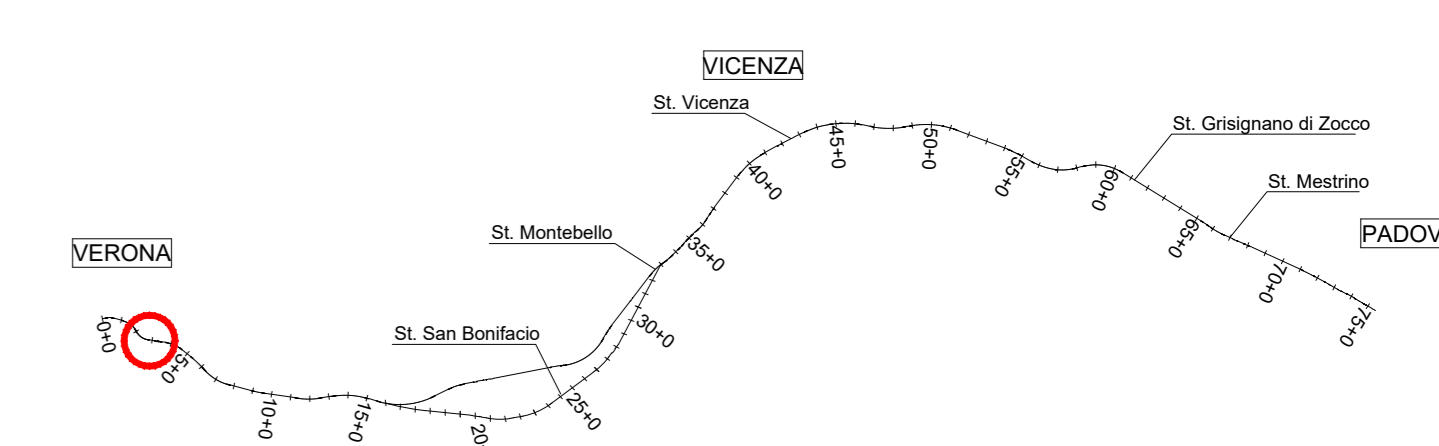 VICENZA
St. Vicenza
St. Grisignano di Zocco
St. Mestrino
PADOV
St. Montebello
VERONA
St. San Bonifacio
0+0
5+0
10+0
15+0
20
25+0
30+0
35+0
40+0
45+0
50+0
55+0
60+0
65+0
70+0
75+0